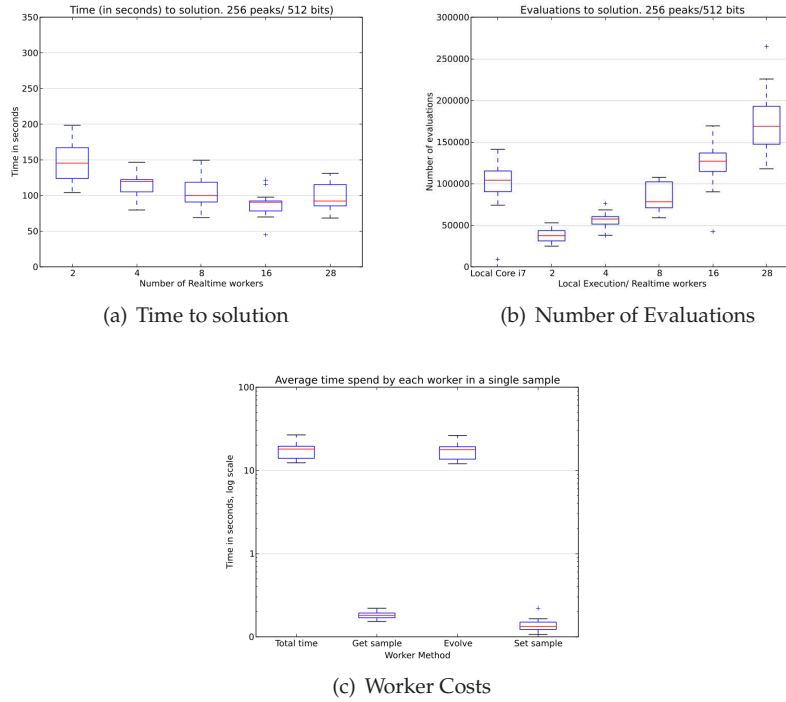 Time (in seconds) to solution. 256 peaks/ 512 bits
350
300
250
200
150
100
50
0
Time in seconds
2 4 8 16 28
Number of Realtime workers
(a) Time to solution
Evaluations to solution. 256 peaks/512 bits
300000
250000
200000
150000
100000
50000
0
Number of evaluations
Local Core i7 2 4 8 16 28
Local Execution/ Realtime workers
(b) Number of Evaluations
Average time spend by each worker in a single sample
100
10
1
0
Time in seconds, log scale
Total time Get sample Evolve Set sample
Worker Method
(c) Worker Costs